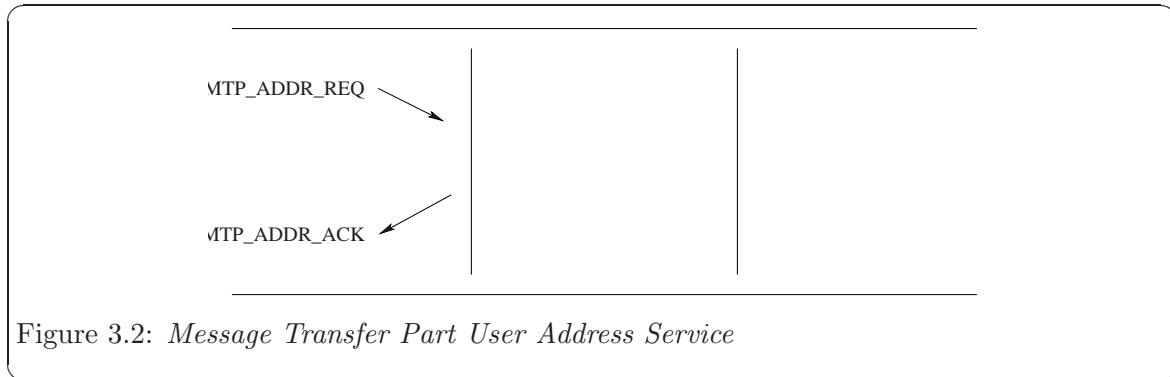 MTP_ADDR_REQ
MTP_ADDR_ACK
Figure 3.2: Message Transfer Part User Address Service